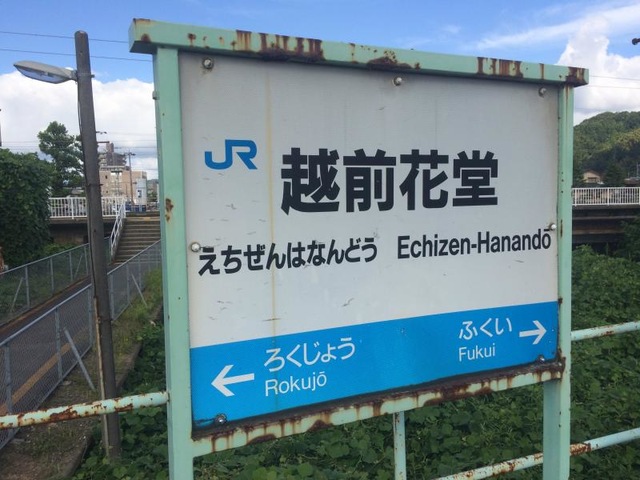 JR 越前花堂
えちぜんはなんどう Echizen-Hanandō
← ろくじょう
Rokujō
ふくい →
Fukui